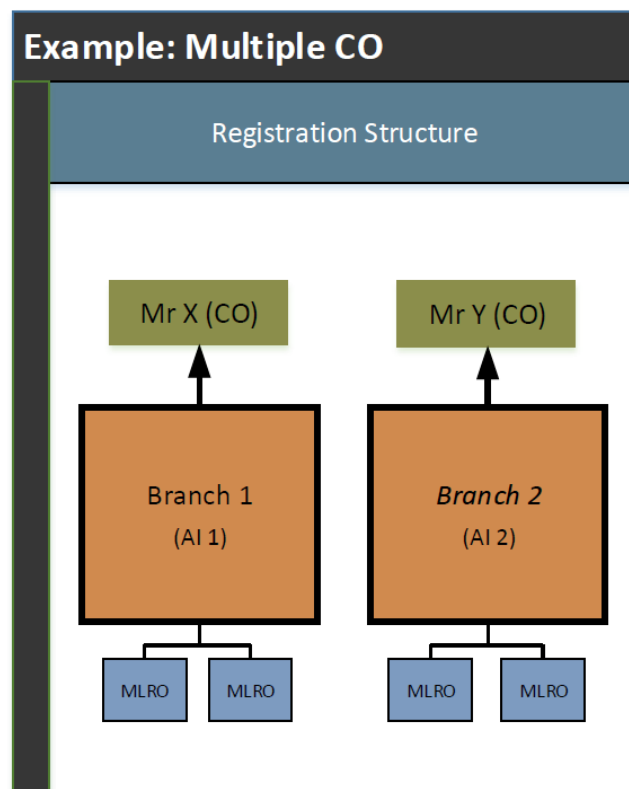 Example: Multiple CO
Registration Structure
Mr X (CO)
Mr Y (CO)
Branch 1
(AI 1)
Branch 2
(AI 2)
MLRO
MLRO
MLRO
MLRO